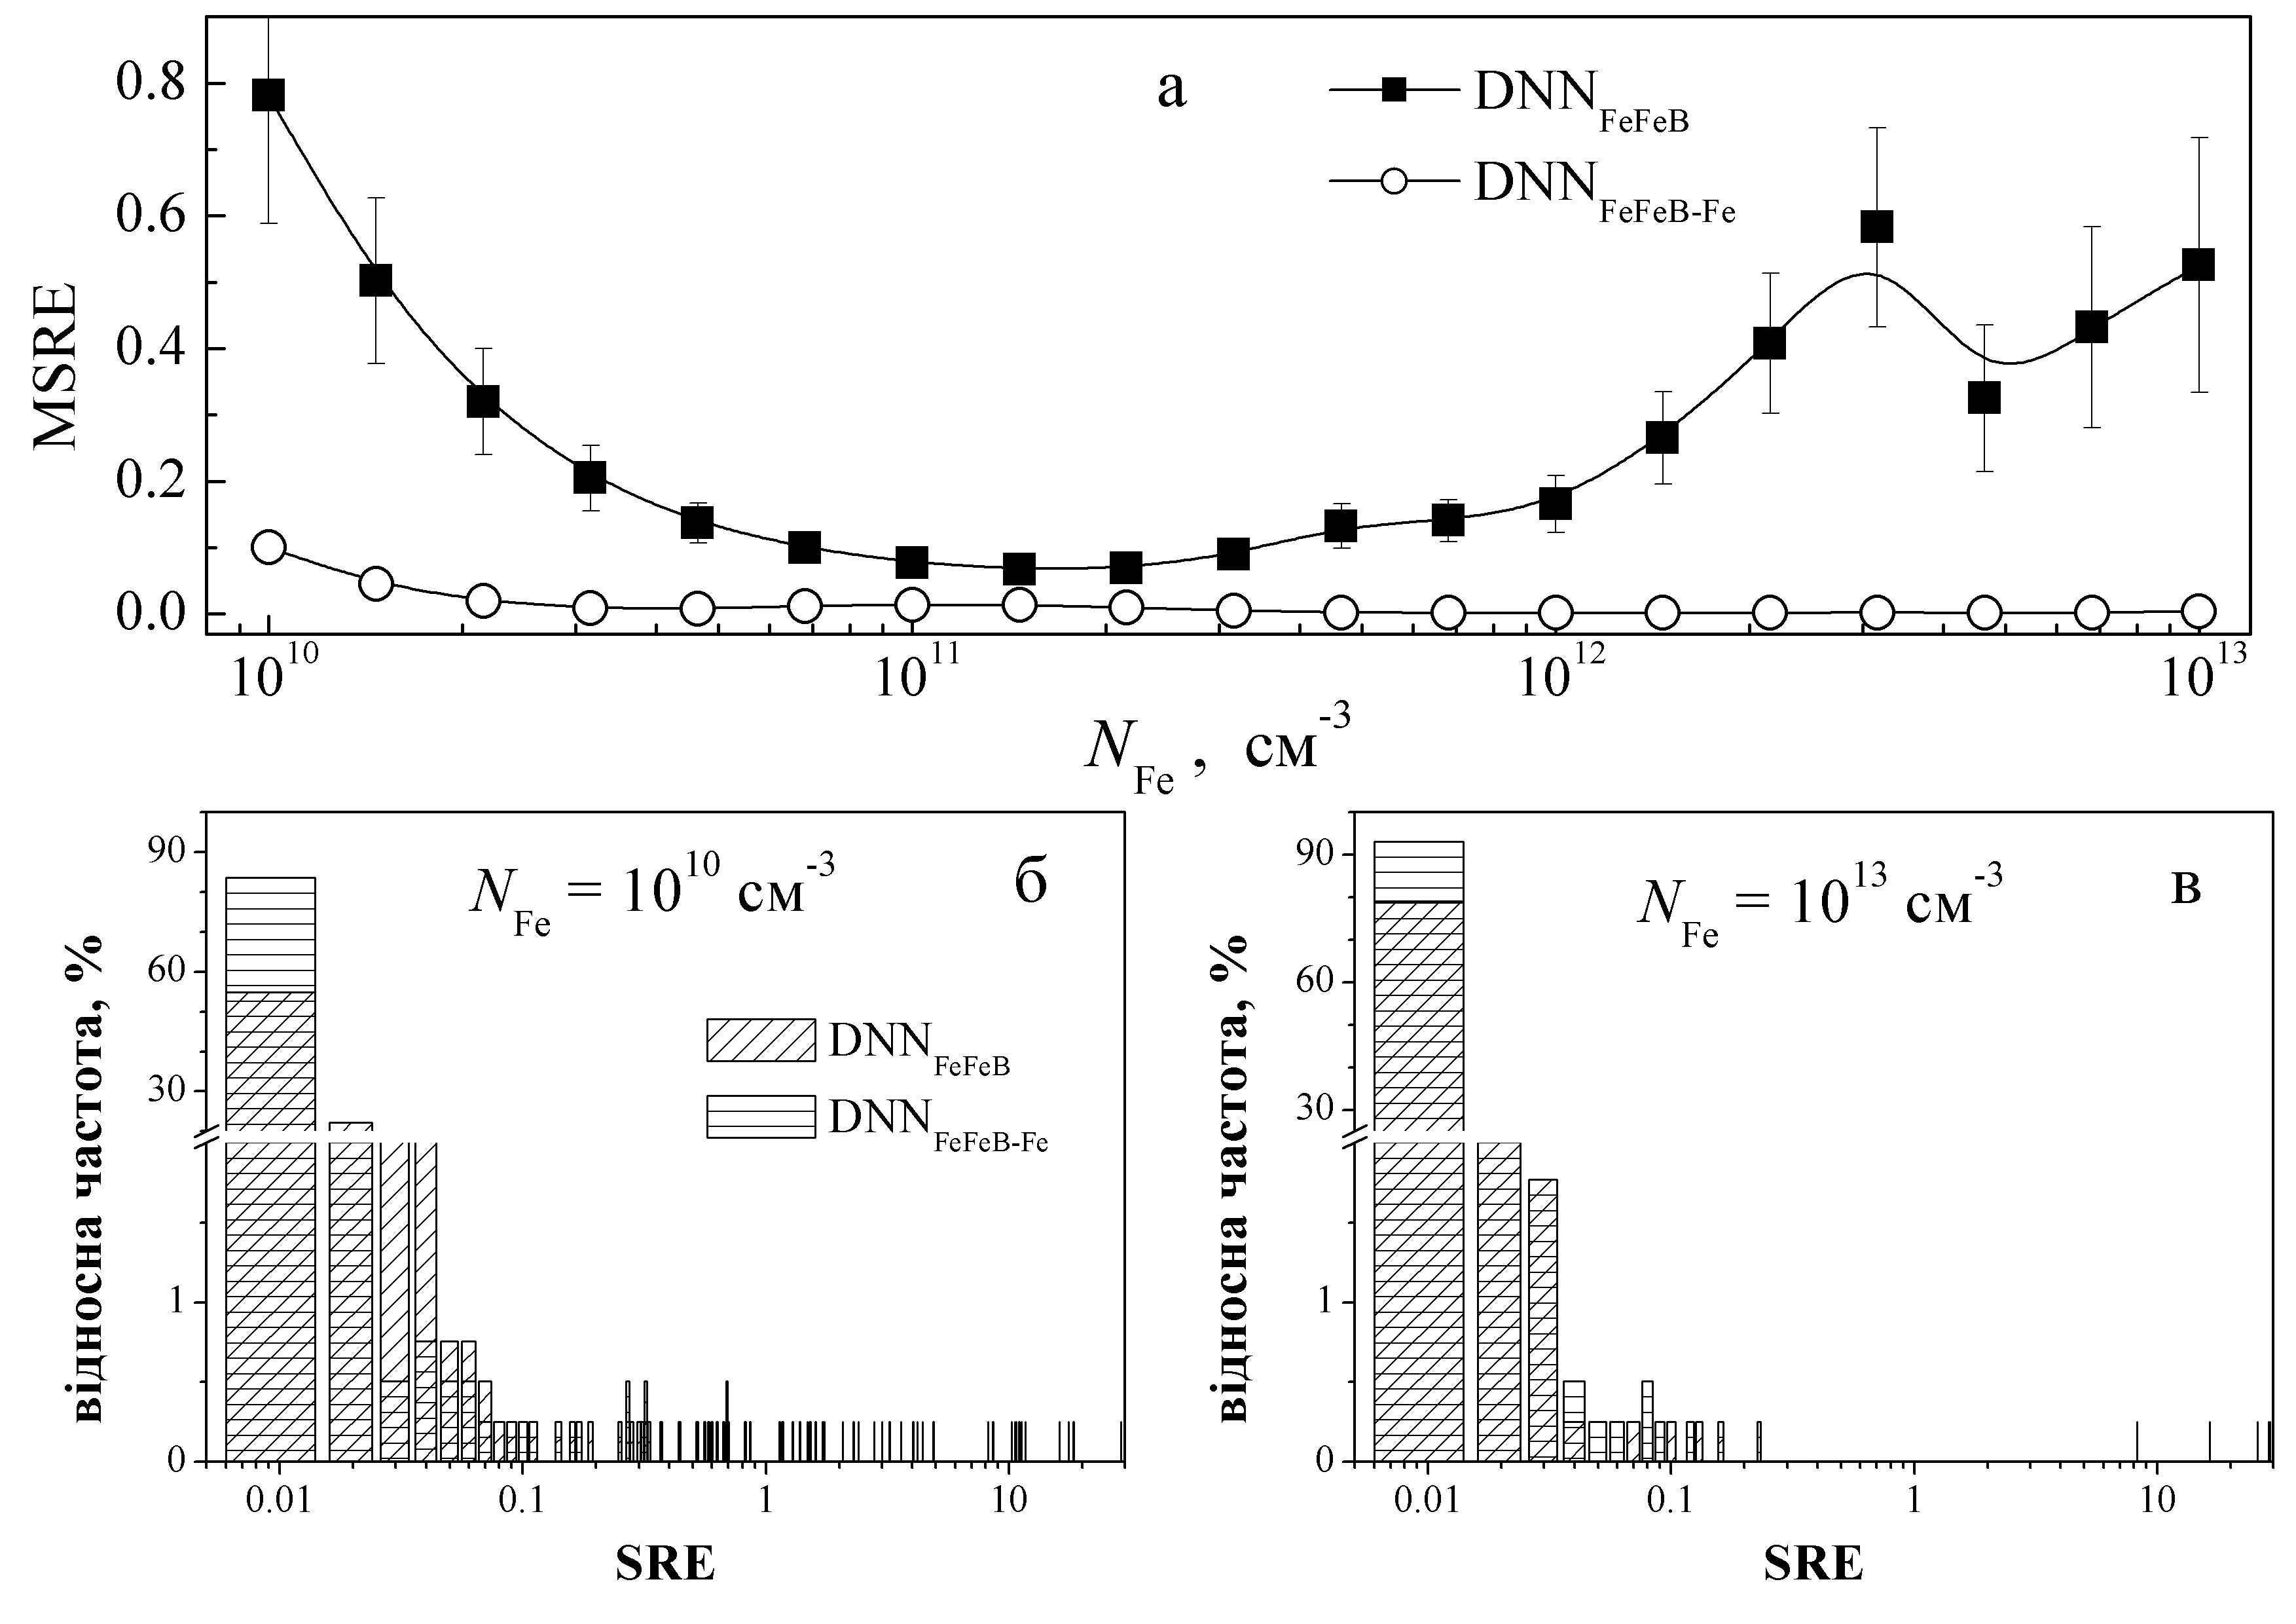 0.8
0.6
0.4
0.2
0.0
MSRE
а
DNN_FeFeB
DNN_FeFeB-Fe
10^10
10^11
10^12
10^13
N_Fe , см^-3
90
60
30
1
0
відносна частота, %
N_Fe = 10^10 см^-3
б
DNN_FeFeB
DNN_FeFeB-Fe
0.01
0.1
1
10
SRE
90
60
30
1
0
відносна частота, %
N_Fe = 10^13 см^-3
в
0.01
0.1
1
10
SRE